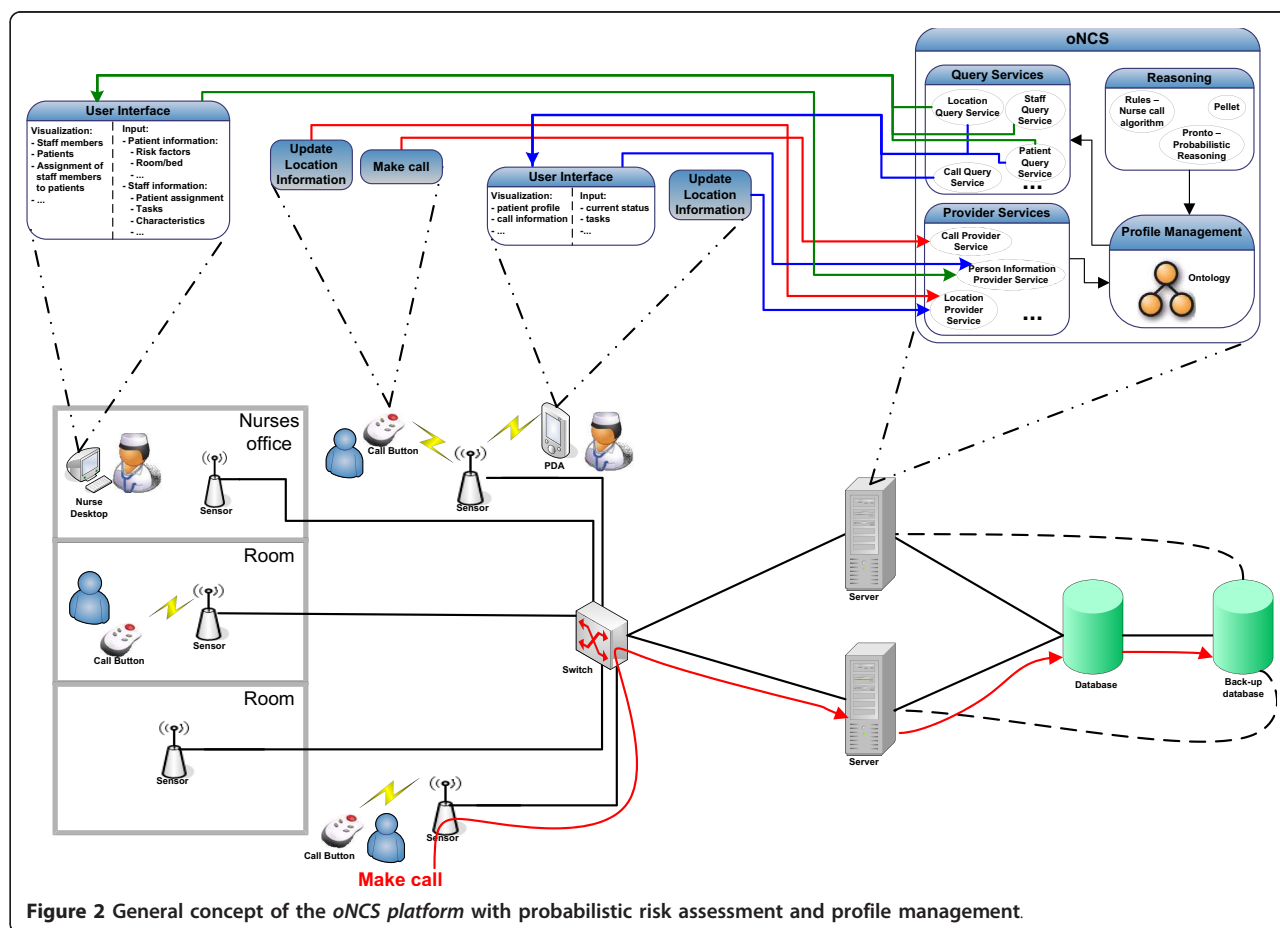 oNCS
Query Services
Location
Query Service
Staff
Query
Service
Patient
Query
Service
Call Query
Service
...
Reasoning
Rules –
Nurse call
algorithm
Pellet
Pronto –
Probabilistic
Reasoning
Provider Services
Call Provider
Service
Person Information
Provider Service
Location
Provider
Service
...
Profile Management
Ontology
User Interface
Visualization:
- Staff members
- Patients
- Assignment of
staff members
to patients
- ...
Input:
- Patient information:
- Risk factors
- Room/bed
- ...
- Staff information:
- Patient assignment
- Tasks
- Characteristics
- ...
Update
Location
Information
Make call
User Interface
Visualization:
- patient profile
- call information
- ...
Input:
- current status
- tasks
-...
Update
Location
Information
Nurses
office
Nurse
Desktop
Sensor
Call Button
Sensor
PDA
Room
Call Button
Sensor
Room
Sensor
Switch
Call Button
Sensor
Make call
Server
Server
Database
Back-up
database
Figure 2 General concept of the oNCS platform with probabilistic risk assessment and profile management.